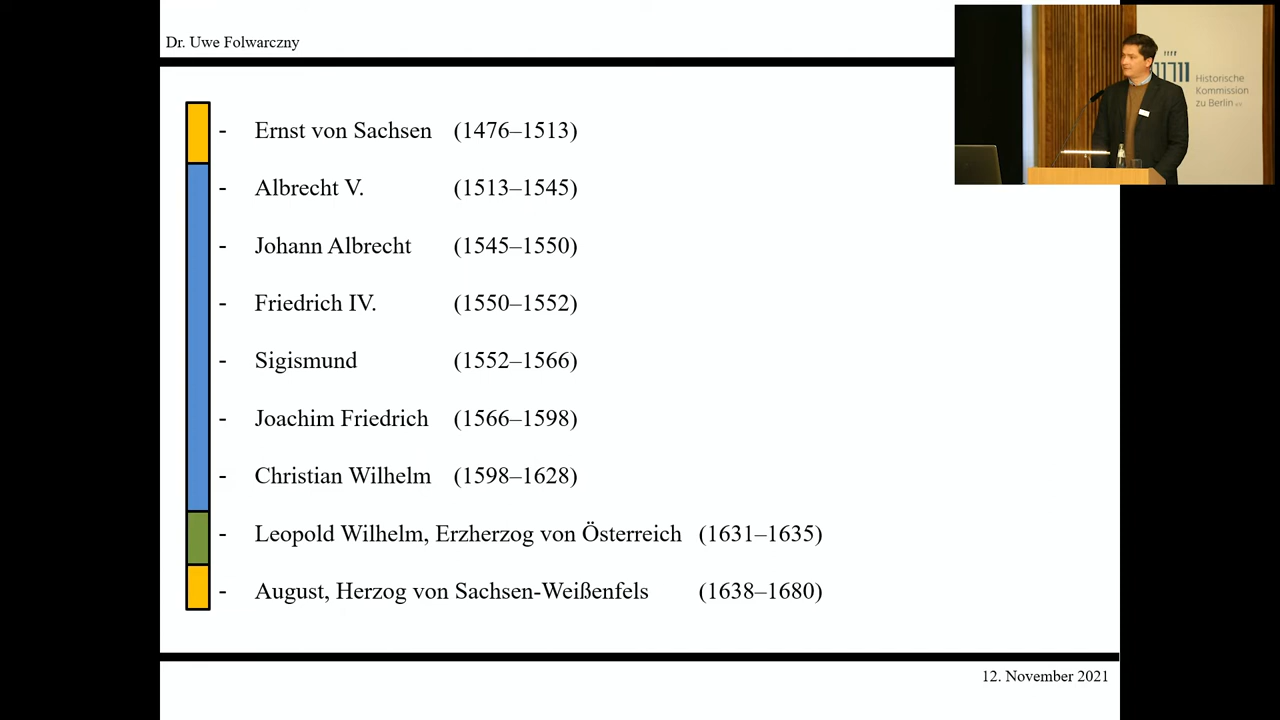 Dr. Uwe Folwarczny
Historische
Kommission
zu Berlin e.V.
- Ernst von Sachsen (1476–1513)
- Albrecht V. (1513–1545)
- Johann Albrecht (1545–1550)
- Friedrich IV. (1550–1552)
- Sigismund (1552–1566)
- Joachim Friedrich (1566–1598)
- Christian Wilhelm (1598–1628)
- Leopold Wilhelm, Erzherzog von Österreich (1631–1635)
- August, Herzog von Sachsen-Weißenfels (1638–1680)
12. November 2021